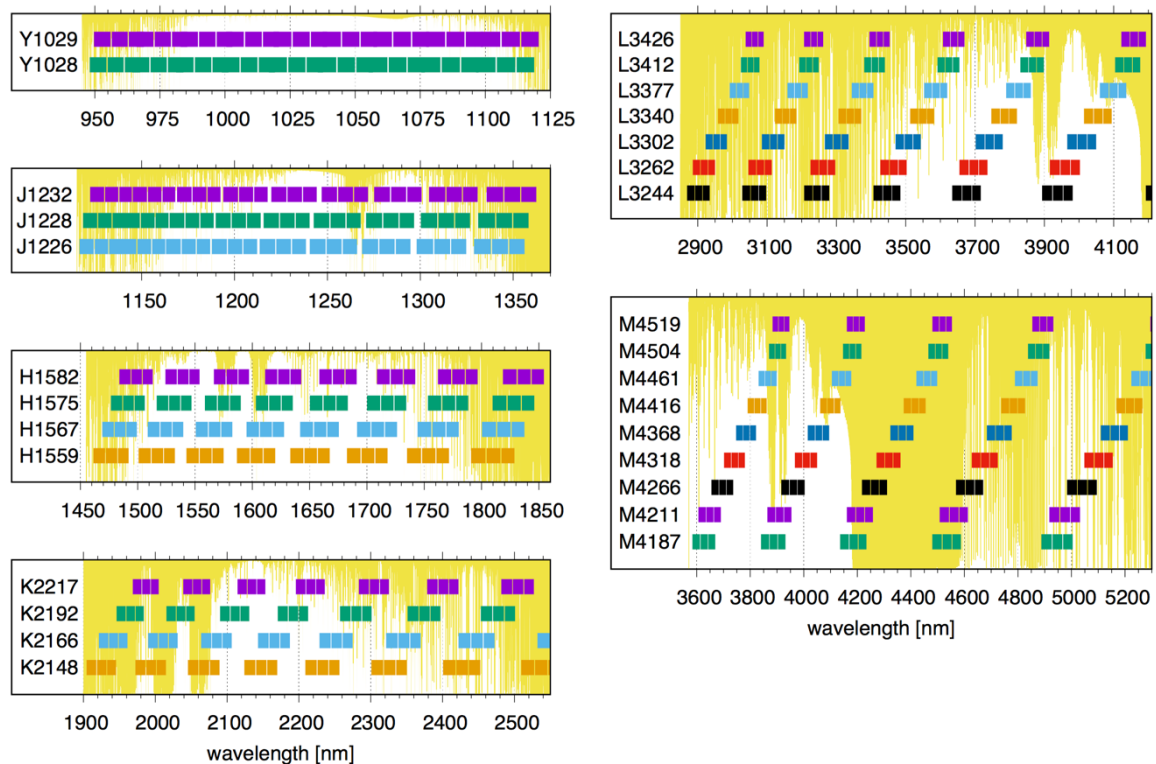 Y1029
Y1028
950 975 1000 1025 1050 1075 1100 1125
J1232
J1228
J1226
1150 1200 1250 1300 1350
H1582
H1575
H1567
H1559
1450 1500 1550 1600 1650 1700 1750 1800 1850
K2217
K2192
K2166
K2148
1900 2000 2100 2200 2300 2400 2500
wavelength [nm]
L3426
L3412
L3377
L3340
L3302
L3262
L3244
2900 3100 3300 3500 3700 3900 4100
M4519
M4504
M4461
M4416
M4368
M4318
M4266
M4211
M4187
3600 3800 4000 4200 4400 4600 4800 5000 5200
wavelength [nm]